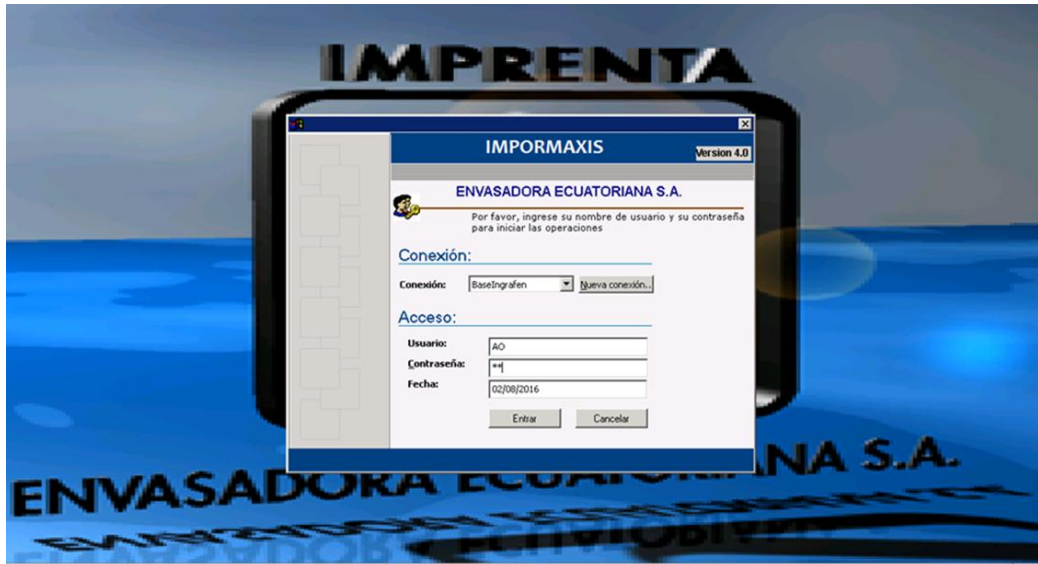 IMPRENTA
IMPORMAXIS
Version 4.0
ENVASADORA ECUATORIANA S.A.
Por favor, ingrese su nombre de usuario y su contraseña
para iniciar las operaciones
Conexión:
Conexión: BaseIngrafen Nueva conexión..
Acceso:
Usuario: AO
Contraseña: **
Fecha: 02/08/2016
Entrar Cancelar
ENVASADORA ECUATORIANA S.A.